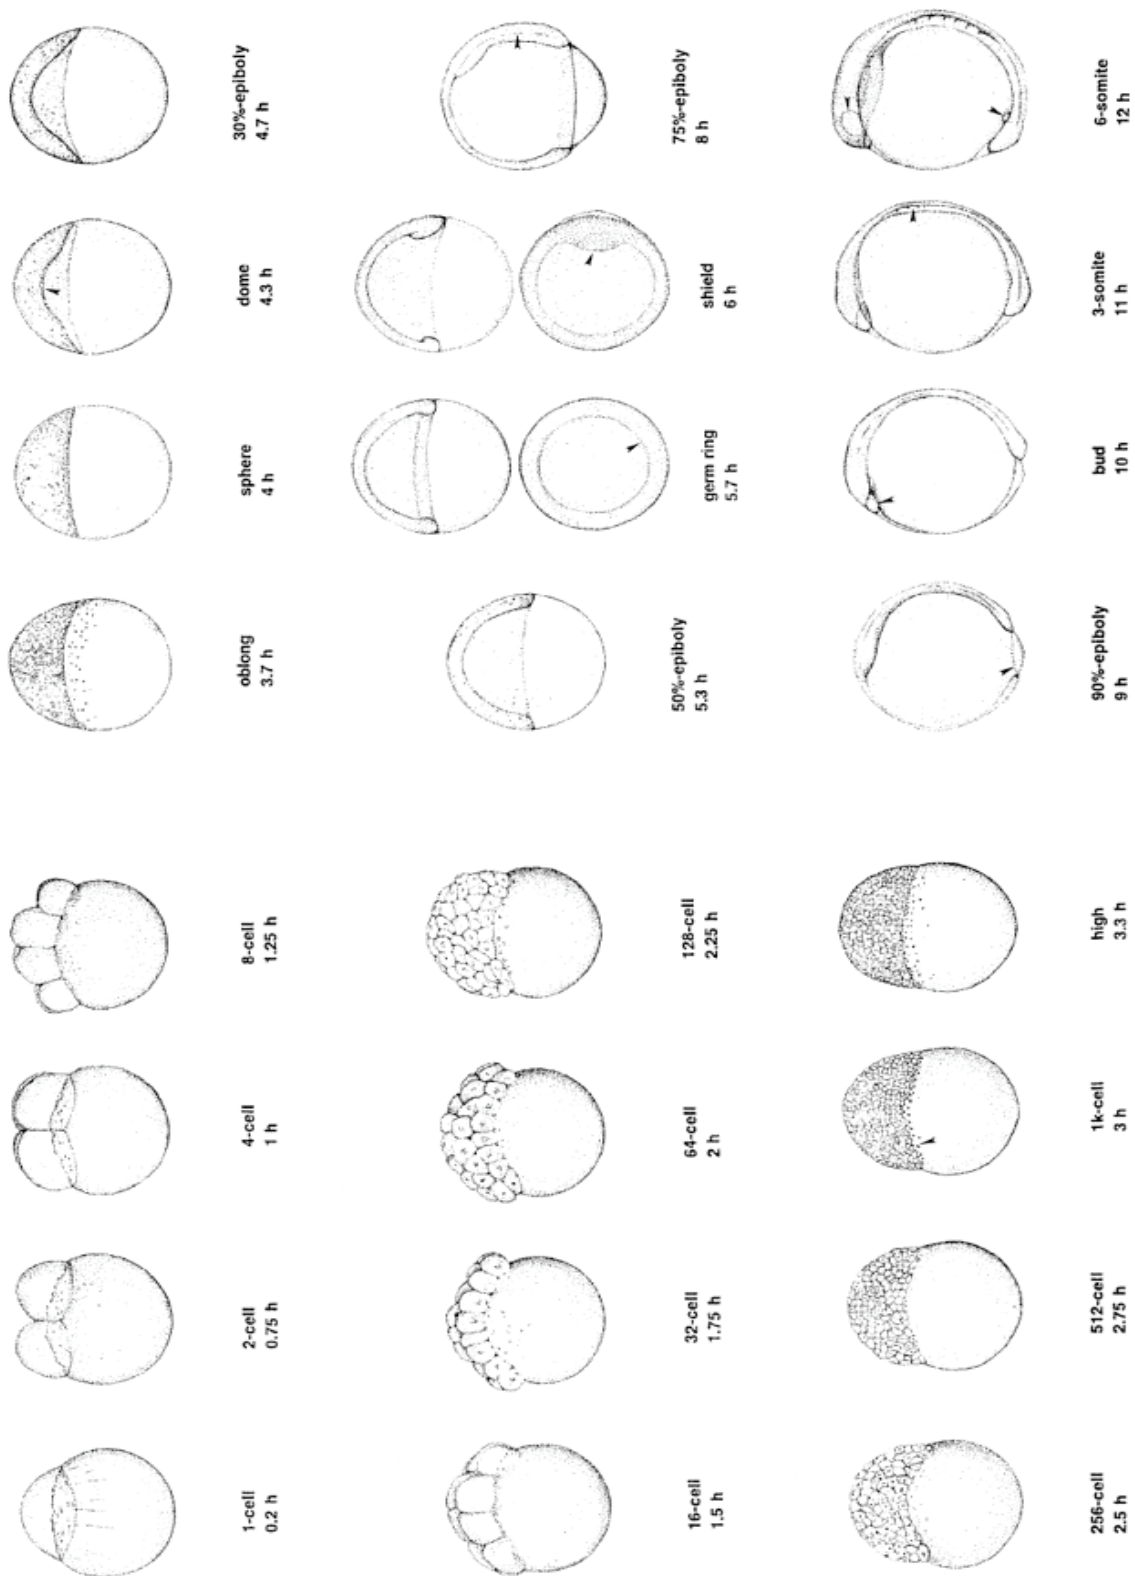 1-cell
0.2 h
2-cell
0.75 h
4-cell
1 h
8-cell
1.25 h
16-cell
1.5 h
32-cell
1.75 h
64-cell
2 h
128-cell
2.25 h
256-cell
2.5 h
512-cell
2.75 h
1k-cell
3 h
high
3.3 h
oblong
3.7 h
sphere
4 h
dome
4.3 h
30%-epiboly
4.7 h
50%-epiboly
5.3 h
germ ring
5.7 h
shield
6 h
75%-epiboly
8 h
90%-epiboly
9 h
bud
10 h
3-somite
11 h
6-somite
12 h